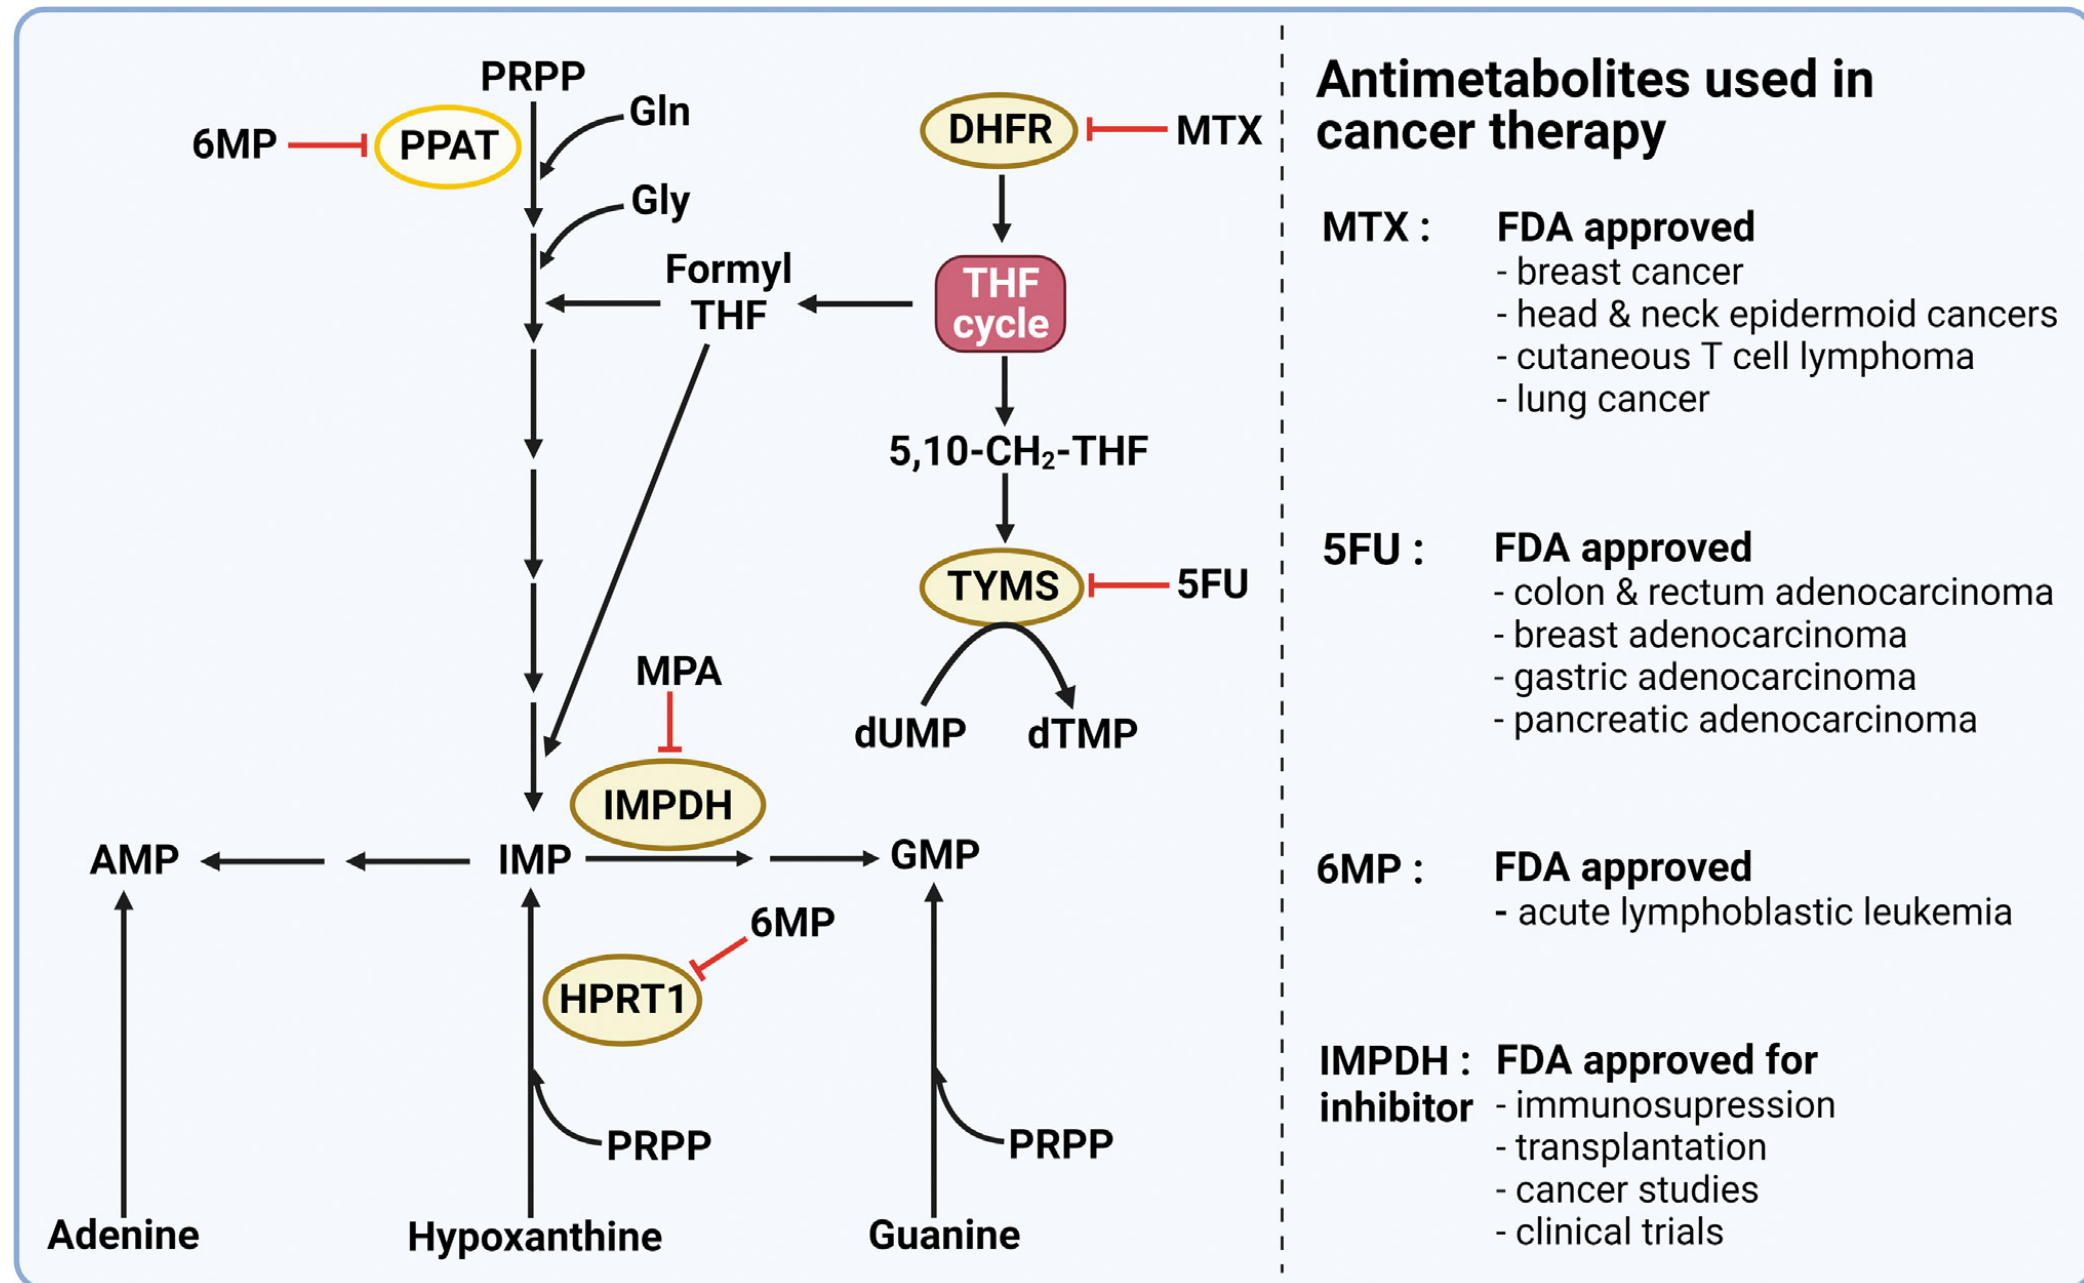 PRPP
Gln
6MP
PPAT
Gly
Formyl
THF
DHFR
MTX
THF
cycle
5,10-CH₂-THF
TYMS
5FU
dUMP
dTMP
MPA
IMPDH
AMP
IMP
GMP
6MP
HPRT1
PRPP
PRPP
Adenine
Hypoxanthine
Guanine
Antimetabolites used in
cancer therapy
MTX : FDA approved
- breast cancer
- head & neck epidermoid cancers
- cutaneous T cell lymphoma
- lung cancer
5FU : FDA approved
- colon & rectum adenocarcinoma
- breast adenocarcinoma
- gastric adenocarcinoma
- pancreatic adenocarcinoma
6MP : FDA approved
- acute lymphoblastic leukemia
IMPDH : FDA approved for
inhibitor - immunosupression
- transplantation
- cancer studies
- clinical trials